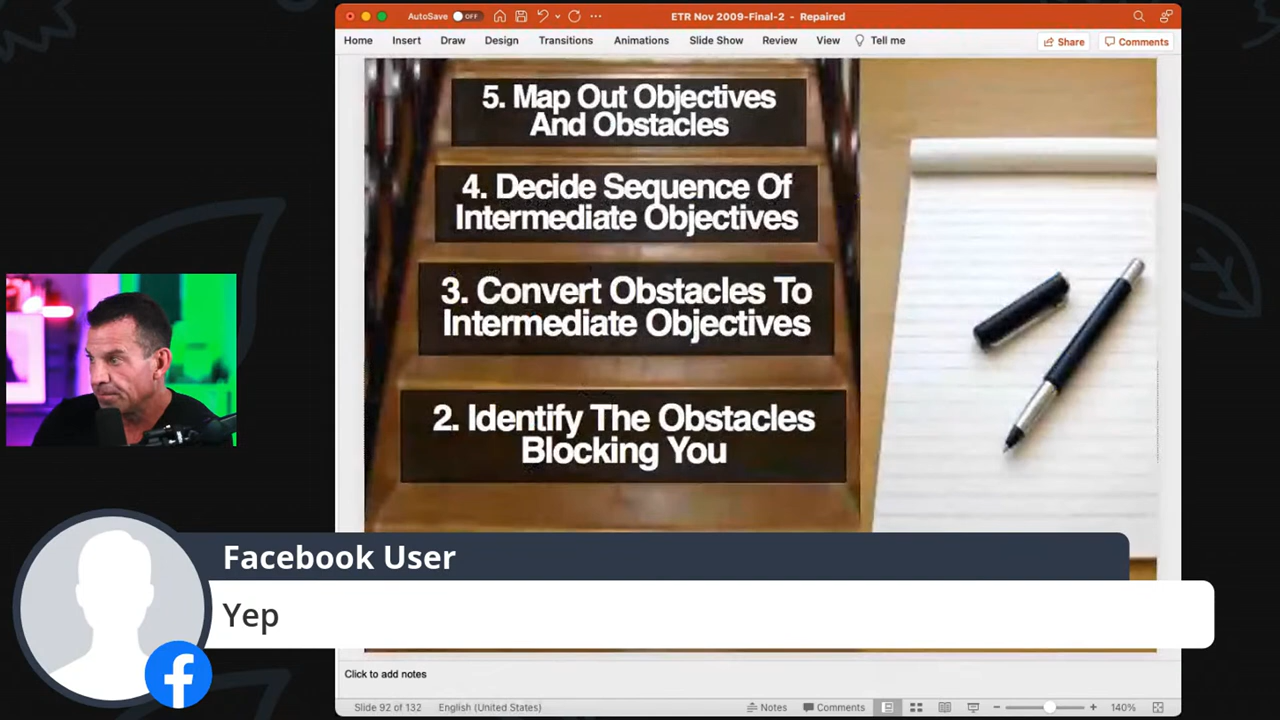 AutoSave OFF
ETR Nov 2009-Final-2 - Repaired
Home Insert Draw Design Transitions Animations Slide Show Review View Tell me Share Comments
5. Map Out Objectives
And Obstacles
4. Decide Sequence Of
Intermediate Objectives
3. Convert Obstacles To
Intermediate Objectives
2. Identify The Obstacles
Blocking You
Facebook User
Yep
Click to add notes
Slide 92 of 132 English (United States) Notes Comments 140%